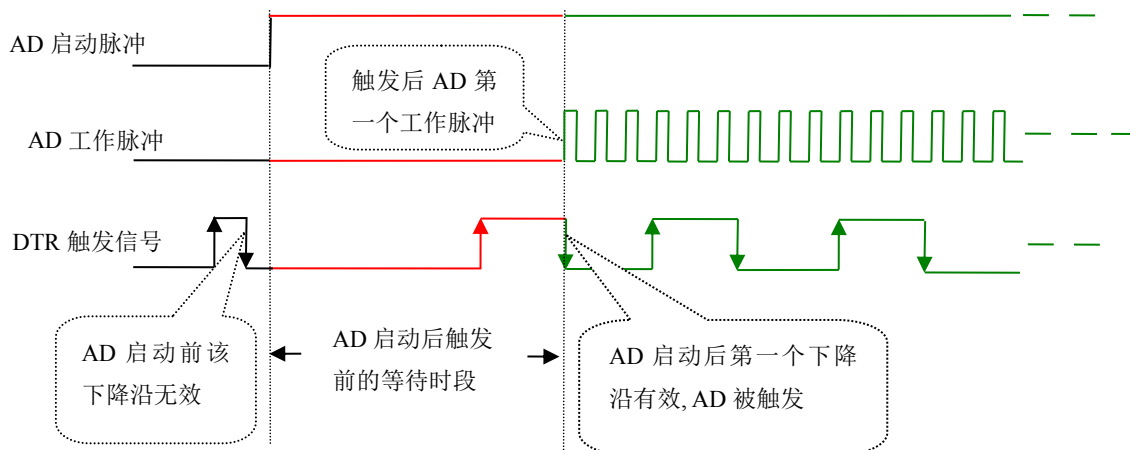 AD 启动脉冲
触发后 AD 第
一个工作脉冲
AD 工作脉冲
DTR 触发信号
AD 启动前该
下降沿无效
AD 启动后触发
前的等待时段
AD 启动后第一个下降
沿有效, AD 被触发